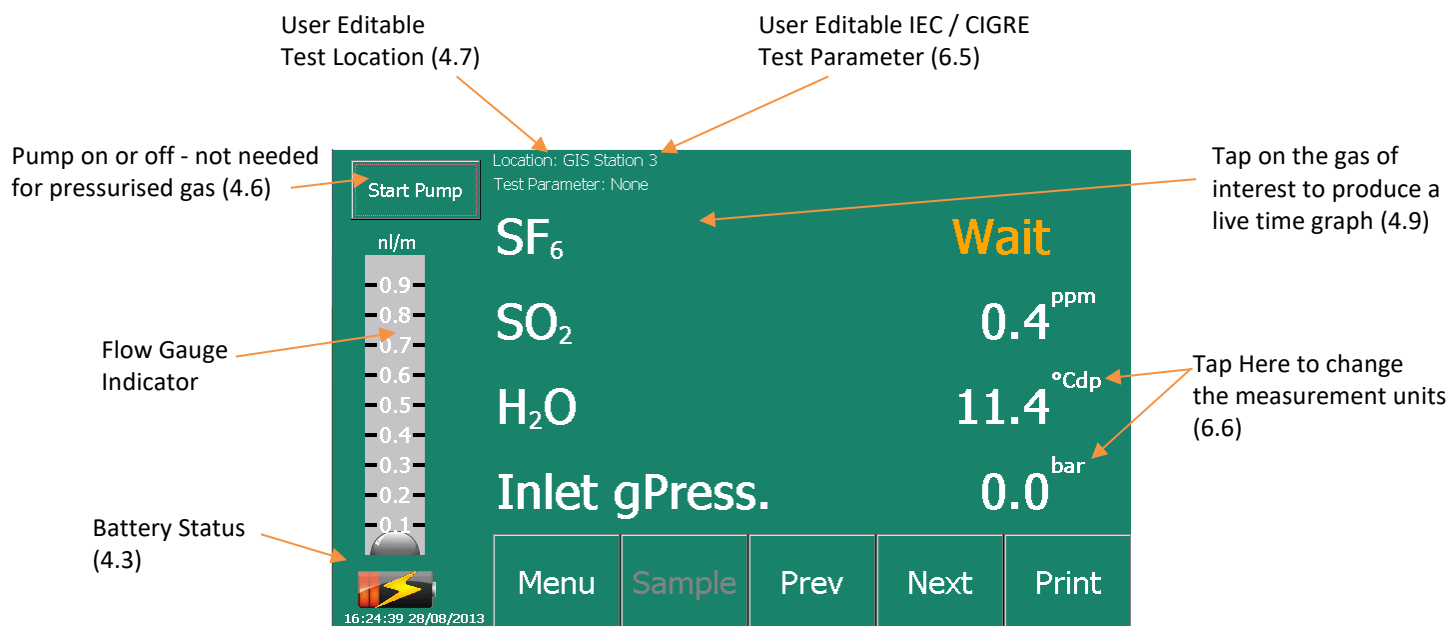 User Editable
Test Location (4.7)
User Editable IEC / CIGRE
Test Parameter (6.5)
Pump on or off - not needed
for pressurised gas (4.6)
Tap on the gas of
interest to produce a
live time graph (4.9)
Flow Gauge
Indicator
Tap Here to change
the measurement units
(6.6)
Battery Status
(4.3)
Start Pump
Location: GIS Station 3
Test Parameter: None
nl/m
0.9
0.8
0.7
0.6
0.5
0.4
0.3
0.2
0.1
SF₆ Wait
SO₂ 0.4 ppm
H₂O 11.4 °Cdp
Inlet gPress. 0.0 bar
Menu Sample Prev Next Print
16:24:39 28/08/2013